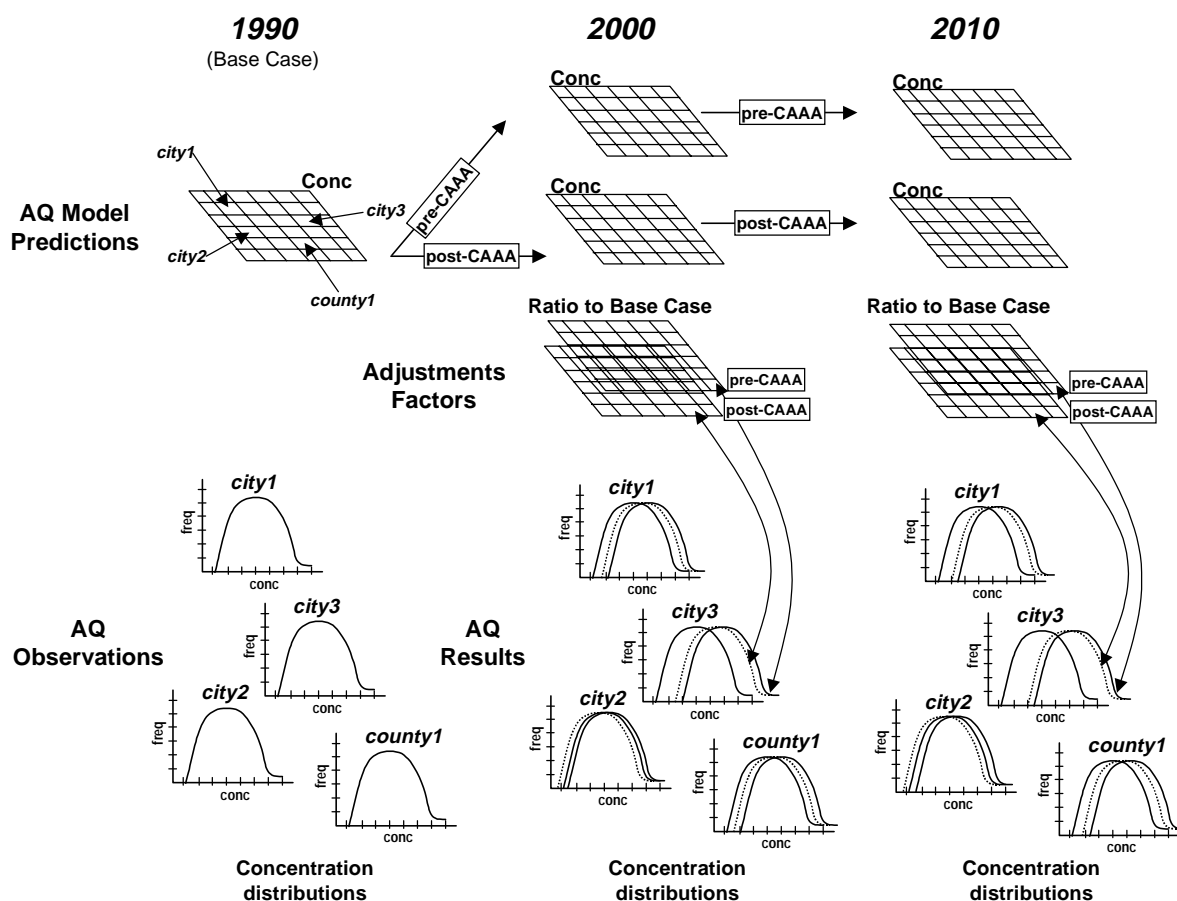 1990
(Base Case)
2000
2010
Conc
pre-CAAA
Conc
city1
Conc
city3
pre-CAAA
AQ Model
Predictions
city2
county1
post-CAAA
Conc
post-CAAA
Conc
Ratio to Base Case
Ratio to Base Case
Adjustments
Factors
pre-CAAA
post-CAAA
pre-CAAA
post-CAAA
city1
freq
conc
city1
freq
conc
city1
freq
conc
AQ
Observations
city3
freq
conc
AQ
Results
city3
freq
conc
city3
freq
conc
city2
freq
conc
county1
freq
conc
city2
freq
conc
county1
freq
conc
city2
freq
conc
county1
freq
conc
Concentration
distributions
Concentration
distributions
Concentration
distributions